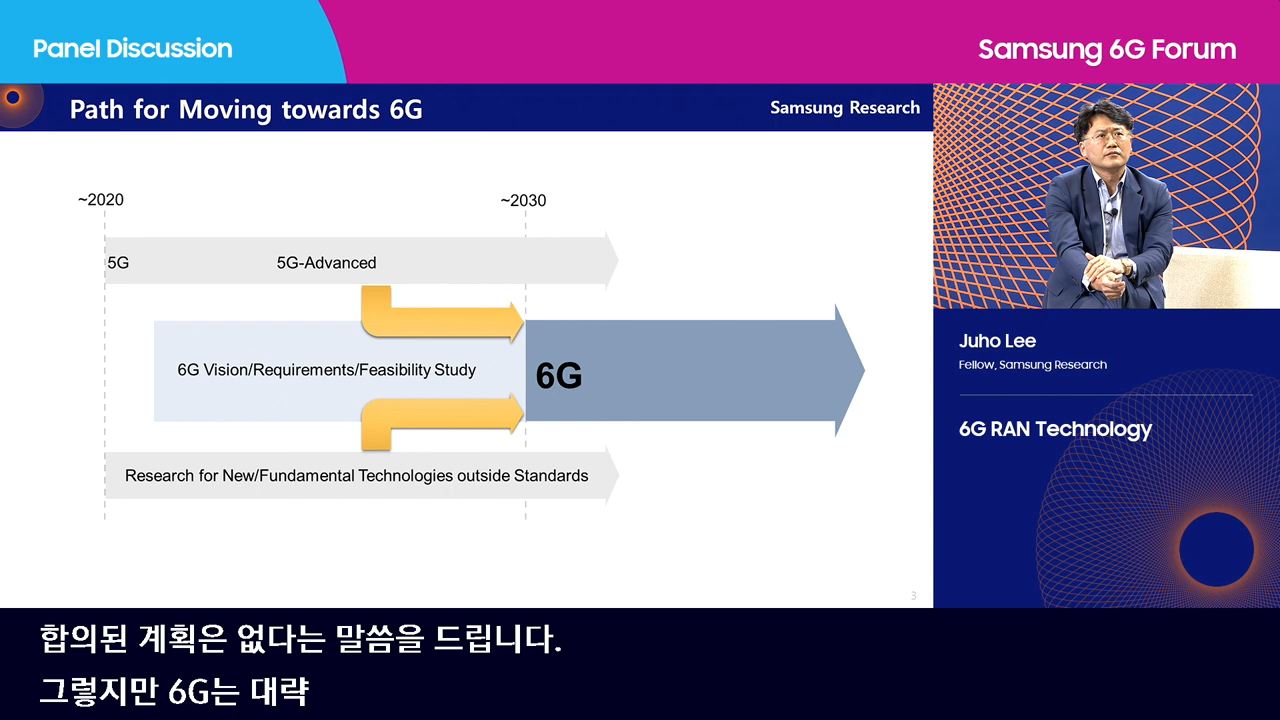 Panel Discussion
Samsung 6G Forum
Path for Moving towards 6G
Samsung Research
~2020
~2030
5G
5G-Advanced
6G Vision/Requirements/Feasibility Study
6G
Research for New/Fundamental Technologies outside Standards
3
Juho Lee
Fellow, Samsung Research
6G RAN Technology
합의된 계획은 없다는 말씀을 드립니다.
그렇지만 6G는 대략